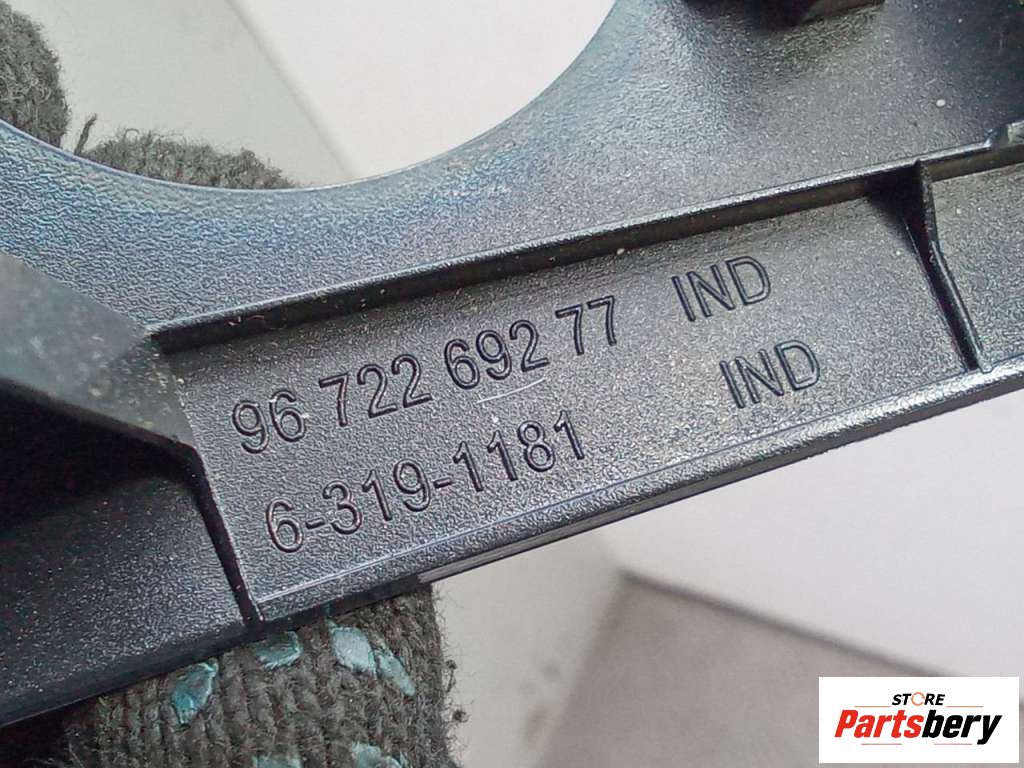 96 722 692 77 IND
6-319-1181 IND
STORE
Partsbery